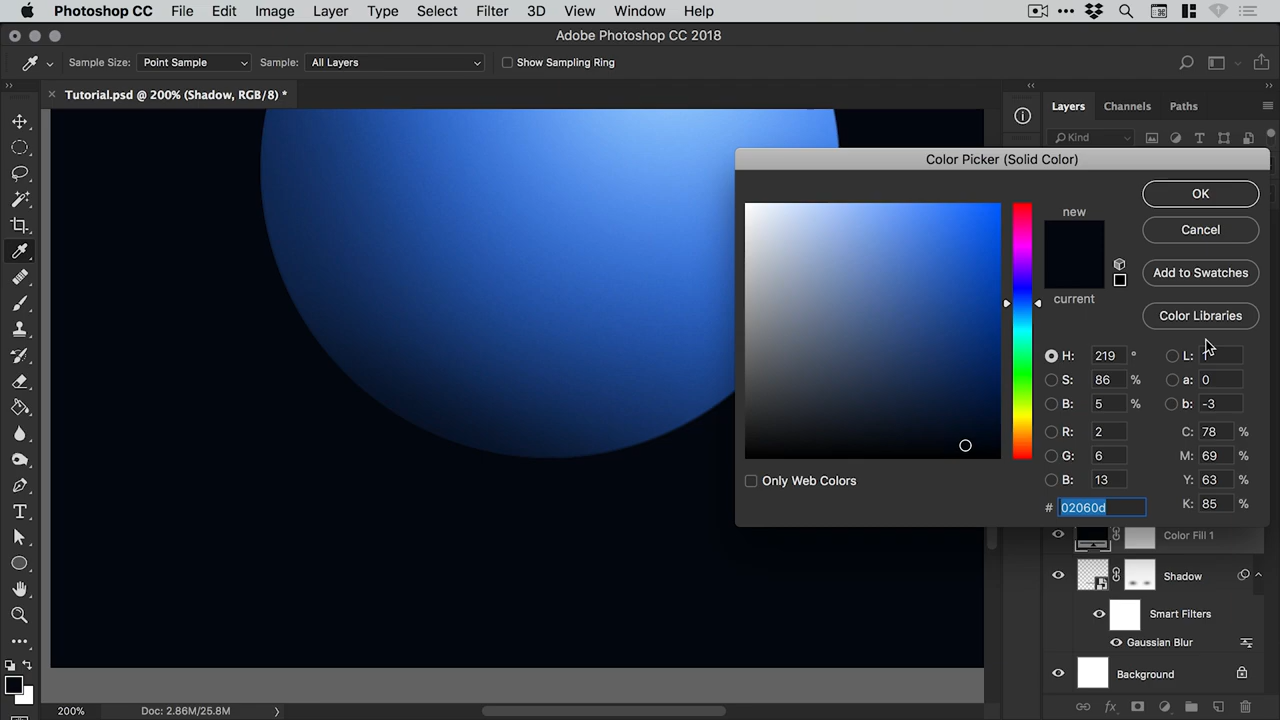 Photoshop CC File Edit Image Layer Type Select Filter 3D View Window Help
Adobe Photoshop CC 2018
Sample Size: Point Sample Sample: All Layers Show Sampling Ring
× Tutorial.psd @ 200% (Shadow, RGB/8) *
Layers Channels Paths
Kind
Color Picker (Solid Color)
new
current
OK
Cancel
Add to Swatches
Color Libraries
H: 219 °
S: 86 %
B: 5 %
R: 2
G: 6
B: 13
# 02060d
L:
a: 0
b: -3
C: 78 %
M: 69 %
Y: 63 %
K: 85 %
Only Web Colors
Color Fill 1
Shadow
Smart Filters
Gaussian Blur
Background
200% Doc: 2.86M/25.8M